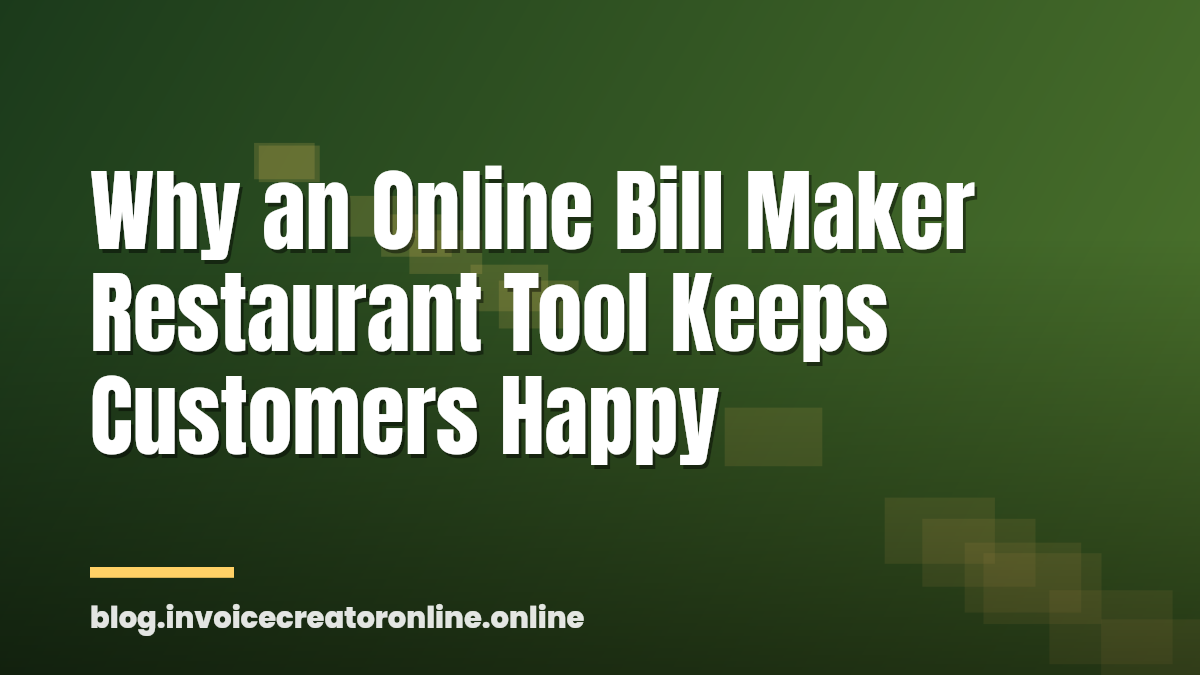 Why an Online Bill Maker
Restaurant Tool Keeps
Customers Happy
blog.invoicecreatoronline.online